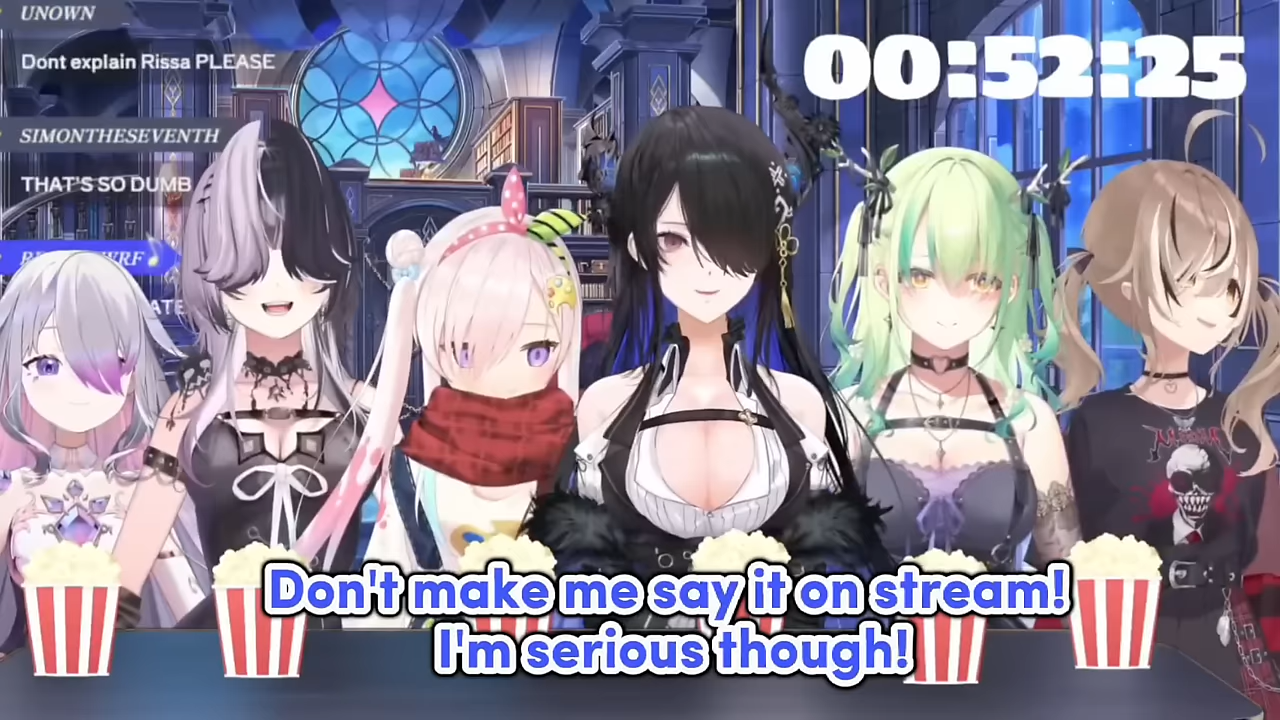 UNOWN
Dont explain Rissa PLEASE
00:52:25
SIMONTHESEVENTH
THAT'S SO DUMB
Don't make me say it on stream!
I'm serious though!